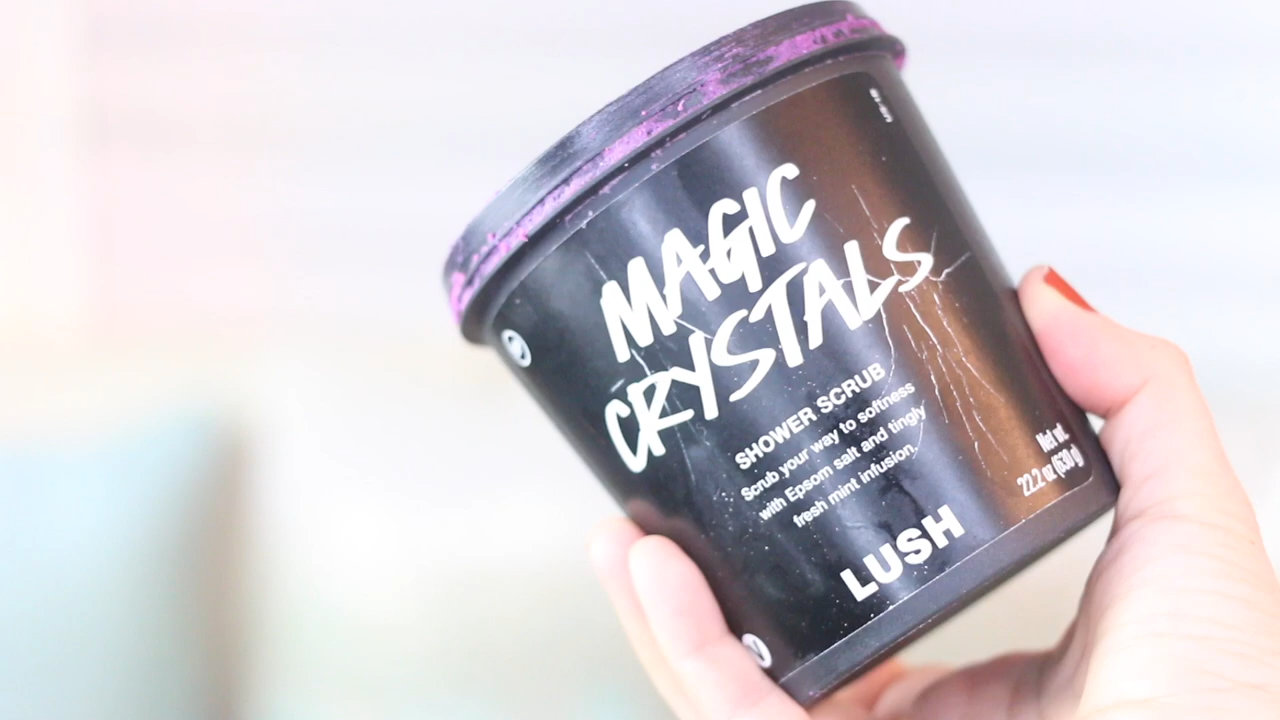 MAGIC
CRYSTALS
SHOWER SCRUB
Scrub your way to softness
with Epsom salt and tingly
fresh mint infusion.
Net wt.
22.2 oz (630 g)
LUSH